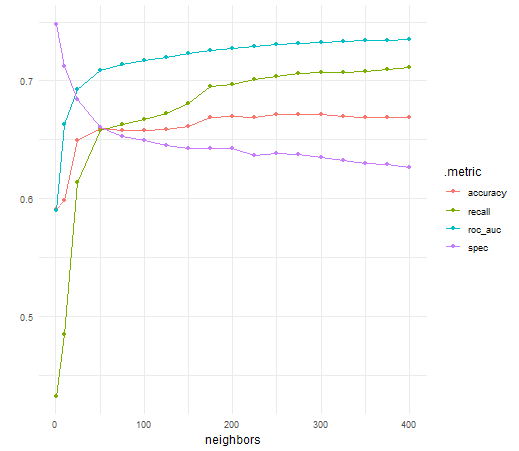 0.7
0.6
0.5
0
100
200
300
400
neighbors
.metric
accuracy
recall
roc_auc
spec